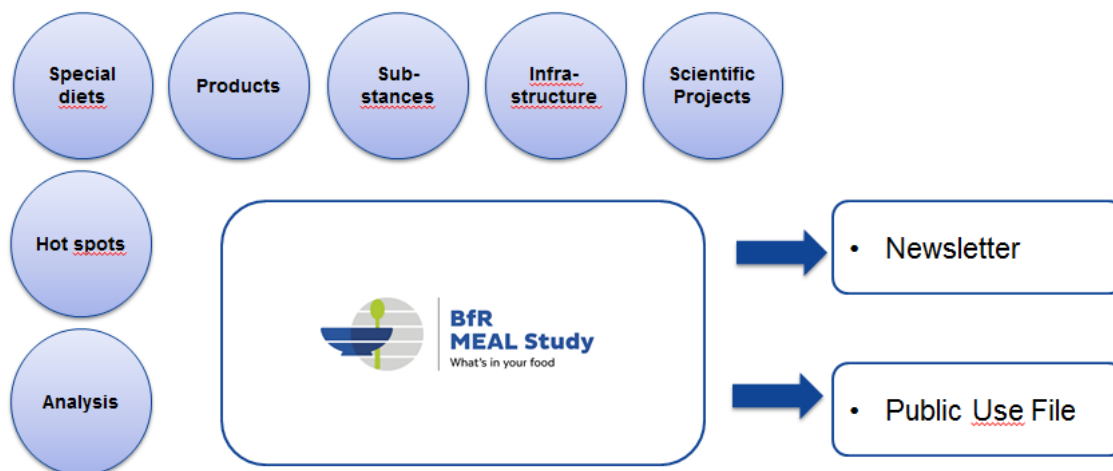 Special
diets
Products
Sub-
stances
Infra-
structure
Scientific
Projects
Hot spots
Analysis
BfR
MEAL Study
What's in your food
• Newsletter
• Public Use File